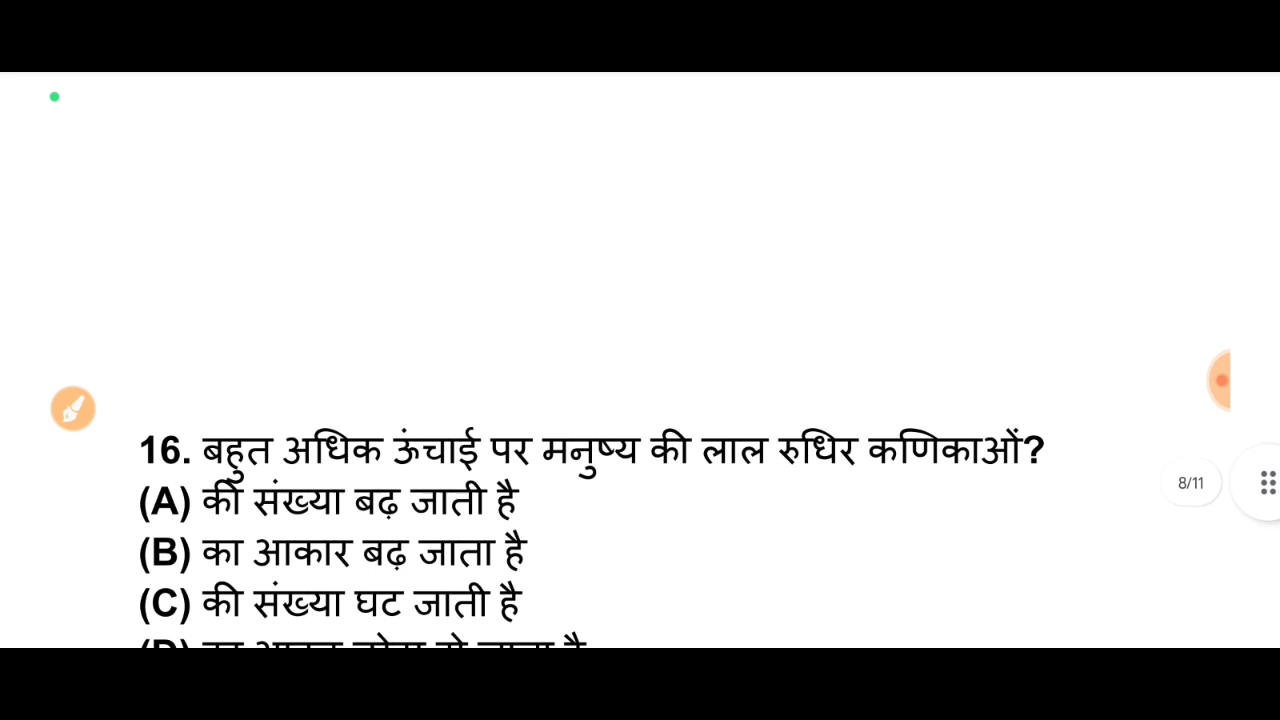 16. बहुत अधिक ऊंचाई पर मनुष्य की लाल रुधिर कणिकाओं?
(A) की संख्या बढ़ जाती है
8/11
(B) का आकार बढ़ जाता है
(C) की संख्या घट जाती है